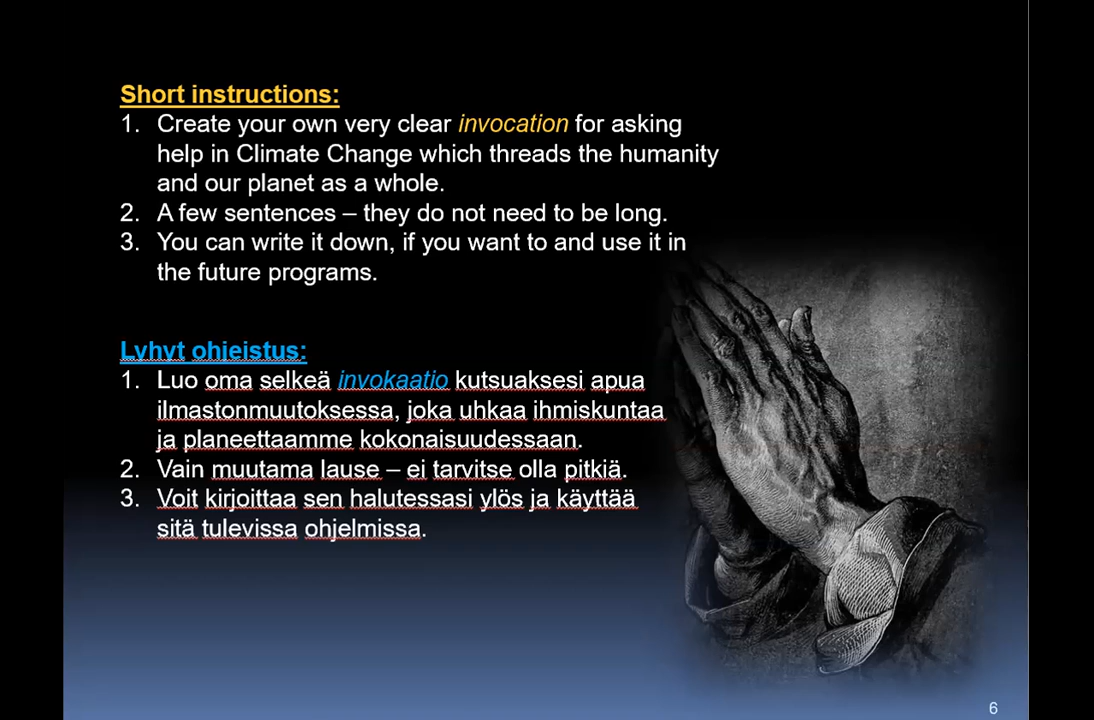 Short instructions:
1. Create your own very clear invocation for asking
help in Climate Change which threads the humanity
and our planet as a whole.
2. A few sentences – they do not need to be long.
3. You can write it down, if you want to and use it in
the future programs.
Lyhyt ohjeistus:
1. Luo oma selkeä invokaatio kutsuaksesi apua
ilmastonmuutoksessa, joka uhkaa ihmiskuntaa
ja planeettaamme kokonaisuudessaan.
2. Vain muutama lause – ei tarvitse olla pitkiä.
3. Voit kirjoittaa sen halutessasi ylös ja käyttää
sitä tulevissa ohjelmissa.
6